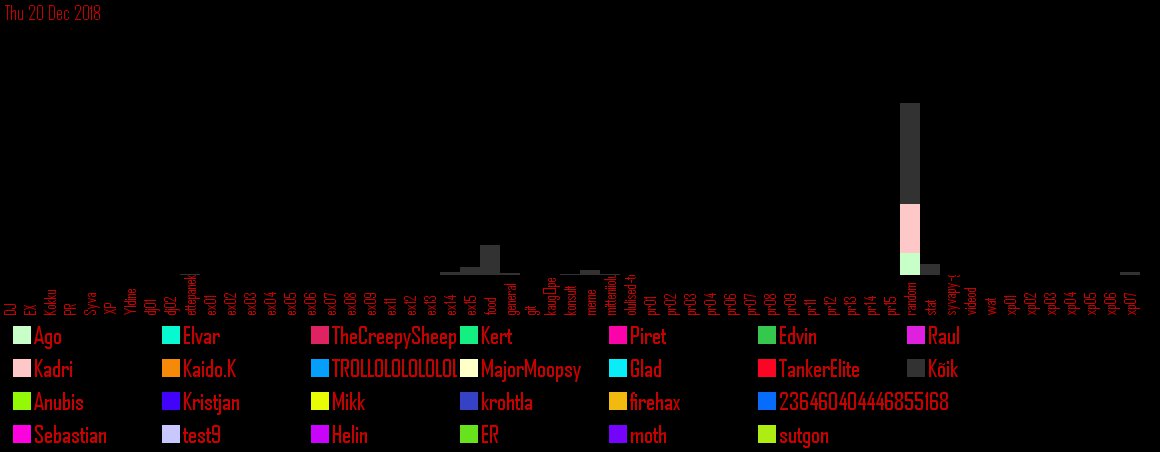 Thu 20 Dec 2018
DJ EX Kokku PR Syva XP Yldine dj01 dj02 ettepanek ex01 ex02 ex03 ex04 ex05 ex06 ex07 ex08 ex09 ex11 ex12 ex13 ex14 ex15 food general git konsult meme pr01 pr02 pr03 pr04 pr06 pr07 pr08 pr09 pr11 pr12 pr13 pr14 pr15 random stat syvapy-t videod wat xp01 xp02 xp03 xp04 xp05 xp06 xp07
Ago Elvar TheCreepySheep Kert Piret Edvin Raul
Kadri Kaido.K TROLLOLOLOLOLOL MajorMoopsy Glad TankerElite Kõik
Anubis Kristjan Mikk krohtla firehax 236460404446855168
Sebastian test9 Helin ER moth sutgon